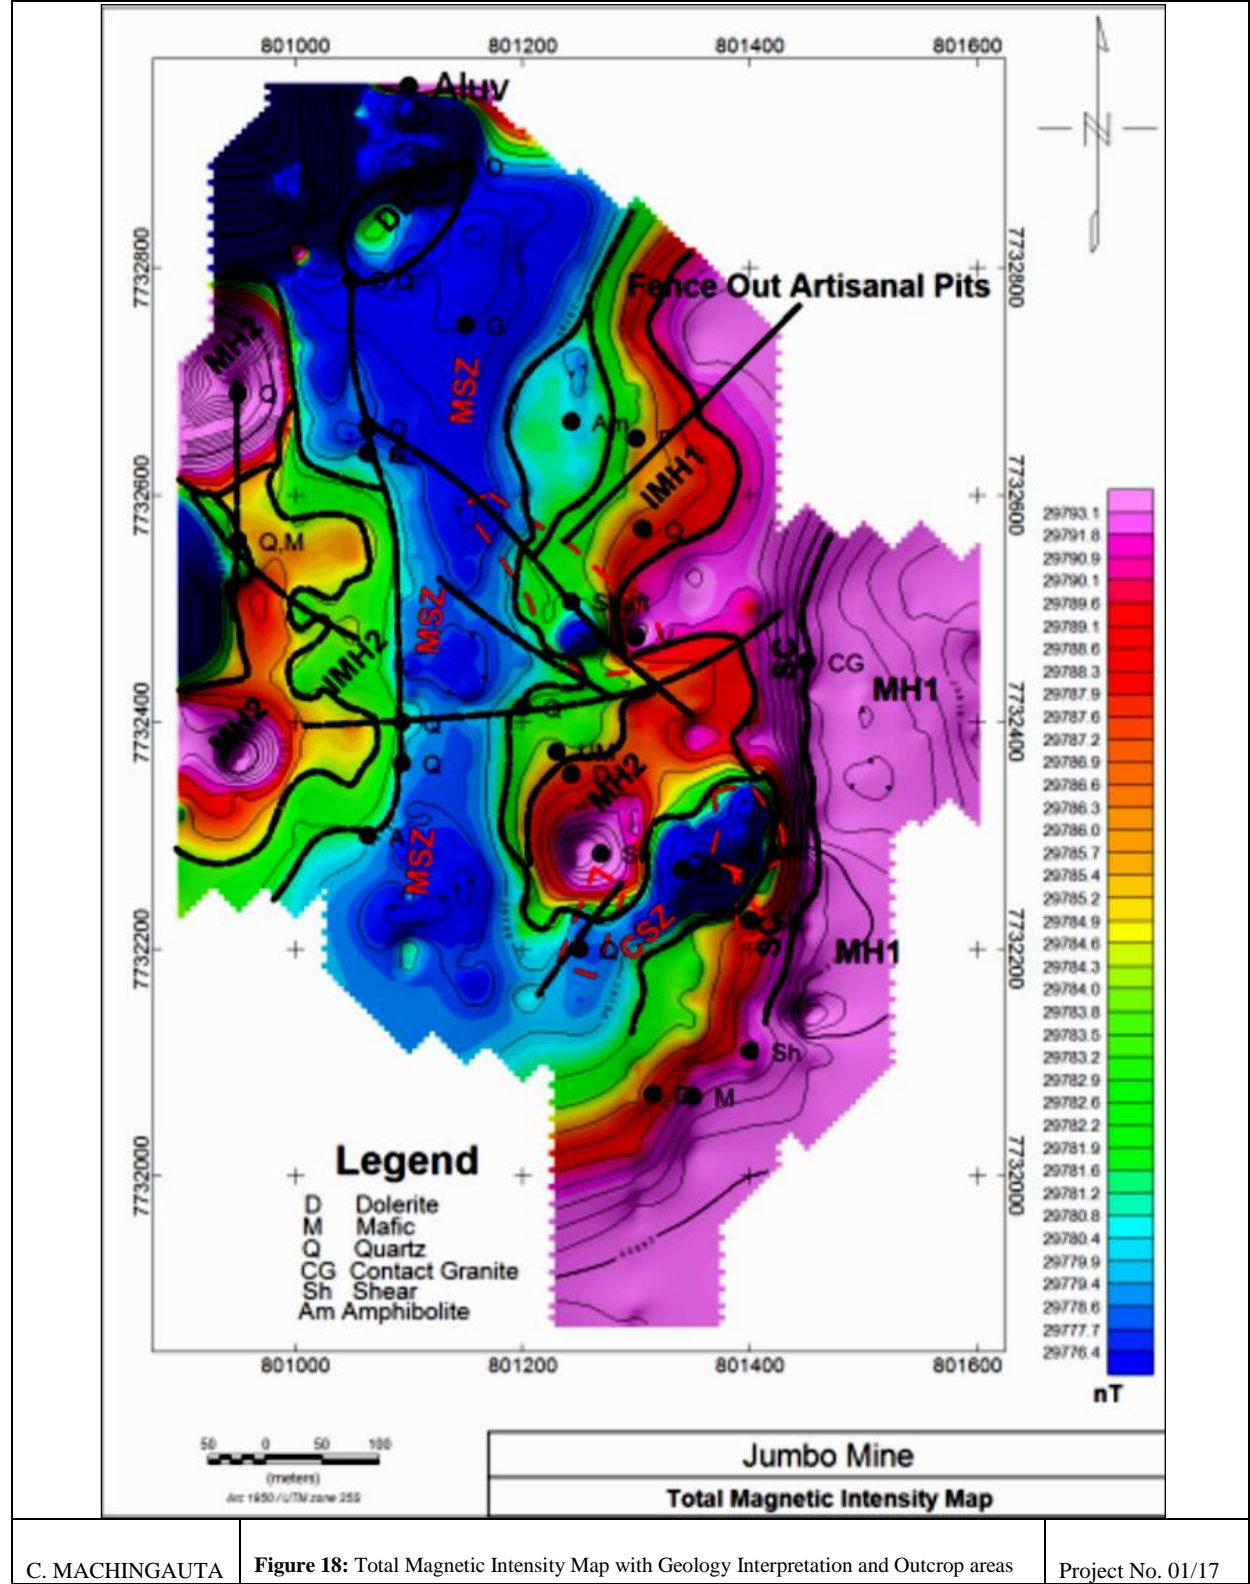 801000 801200 801400 801600
Aluv
N
D
D
7732800 7732800
Q
Fence Out Artisanal Pits
G
MH2
MSZ
Q
Q
Am
IMH1
7732600 7732600
Q
Q,M
Shaft
MSZ
IMH2
SC
CG
MH1
MH2
Q
Q
7732400 7732400
UM
D
MH2
Q
A
MSZ
S
CSZ
SC
Q
MH1
7732200 7732200
Sh
D
M
7732000 7732000
29793.1
29791.8
29790.9
29790.1
29789.6
29789.1
29788.6
29788.3
29787.9
29787.6
29787.2
29786.9
29786.6
29786.3
29786.0
29785.7
29785.4
29785.2
29784.9
29784.6
29784.3
29784.0
29783.8
29783.5
29783.2
29782.9
29782.6
29782.2
29781.9
29781.6
29781.2
29780.8
29780.4
29779.9
29779.4
29778.6
29777.7
29776.4
nT
Legend
D Dolerite
M Mafic
Q Quartz
CG Contact Granite
Sh Shear
Am Amphibolite
801000 801200 801400 801600
50 0 50 100
(meters)
Arc 1950 / UTM zone 35S
Jumbo Mine
Total Magnetic Intensity Map
C. MACHINGAUTA
Figure 18: Total Magnetic Intensity Map with Geology Interpretation and Outcrop areas
Project No. 01/17